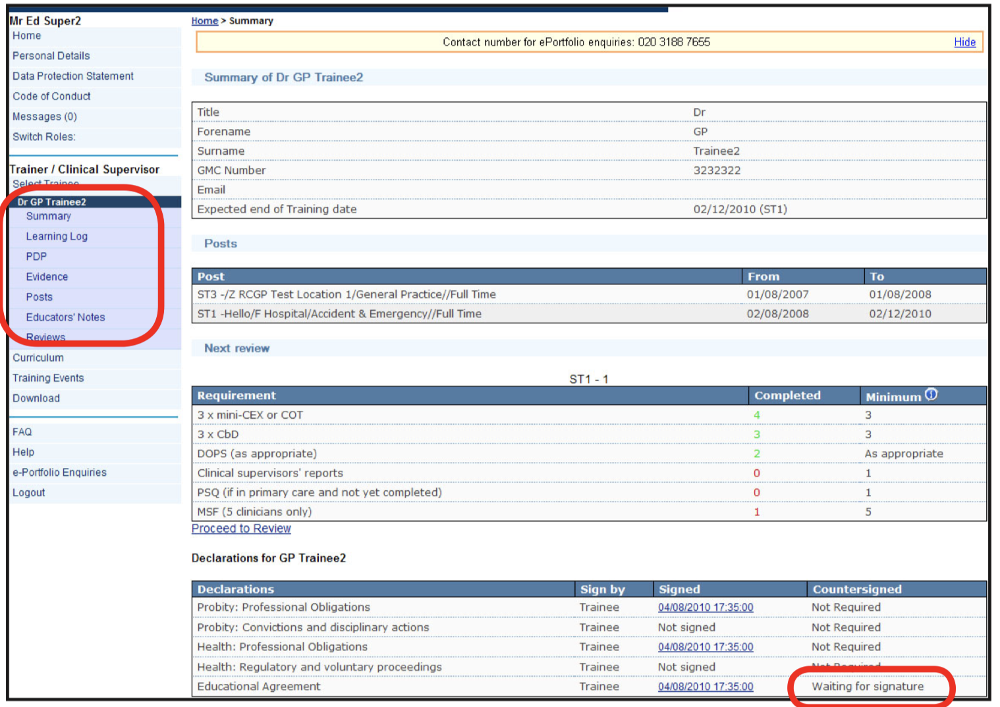 Mr Ed Super2
Home
Personal Details
Data Protection Statement
Code of Conduct
Messages (0)
Switch Roles:
Trainer / Clinical Supervisor
Select Trainee
Dr GP Trainee2
Summary
Learning Log
PDP
Evidence
Posts
Educators' Notes
Reviews
Curriculum
Training Events
Download
FAQ
Help
e-Portfolio Enquiries
Logout
Home > Summary
Contact number for ePortfolio enquiries: 020 3188 7655 Hide
Summary of Dr GP Trainee2
Title Dr
Forename GP
Surname Trainee2
GMC Number 3232322
Email
Expected end of Training date 02/12/2010 (ST1)
Posts
Post From To
ST3 -/Z RCGP Test Location 1/General Practice//Full Time 01/08/2007 01/08/2008
ST1 -Hello/F Hospital/Accident & Emergency//Full Time 02/08/2008 02/12/2010
Next review
ST1 - 1
Requirement Completed Minimum i
3 x mini-CEX or COT 4 3
3 x CbD 3 3
DOPS (as appropriate) 2 As appropriate
Clinical supervisors' reports 0 1
PSQ (if in primary care and not yet completed) 0 1
MSF (5 clinicians only) 1 5
Proceed to Review
Declarations for GP Trainee2
Declarations Sign by Signed Countersigned
Probity: Professional Obligations Trainee 04/08/2010 17:35:00 Not Required
Probity: Convictions and disciplinary actions Trainee Not signed Not Required
Health: Professional Obligations Trainee 04/08/2010 17:35:00 Not Required
Health: Regulatory and voluntary proceedings Trainee Not signed Not Required
Educational Agreement Trainee 04/08/2010 17:35:00 Waiting for signature